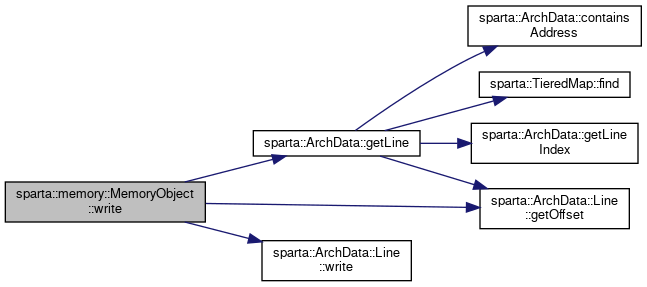 sparta::memory::MemoryObject
::write
sparta::ArchData::getLine
sparta::ArchData::Line
::write
sparta::ArchData::contains
Address
sparta::TieredMap::find
sparta::ArchData::getLine
Index
sparta::ArchData::Line
::getOffset